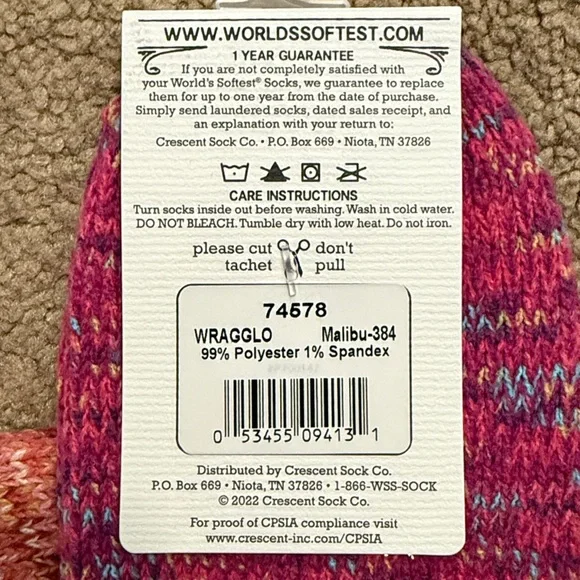 WWW.WORLDSSOFTEST.COM
1 YEAR GUARANTEE
If you are not completely satisfied with
your World's Softest® Socks, we guarantee to replace
them for up to one year from the date of purchase.
Simply send laundered socks, dated sales receipt, and
an explanation with your return to:
Crescent Sock Co. • P.O. Box 669 • Niota, TN 37826
CARE INSTRUCTIONS
Turn socks inside out before washing. Wash in cold water.
DO NOT BLEACH. Tumble dry with low heat. Do not iron.
please cut don't
tachet pull
74578
WRAGGLO Malibu-384
99% Polyester 1% Spandex
0 53455 09413 1
Distributed by Crescent Sock Co.
P.O. Box 669 • Niota, TN 37826 • 1-866-WSS-SOCK
© 2022 Crescent Sock Co.
For proof of CPSIA compliance visit
www.crescent-inc.com/CPSIA